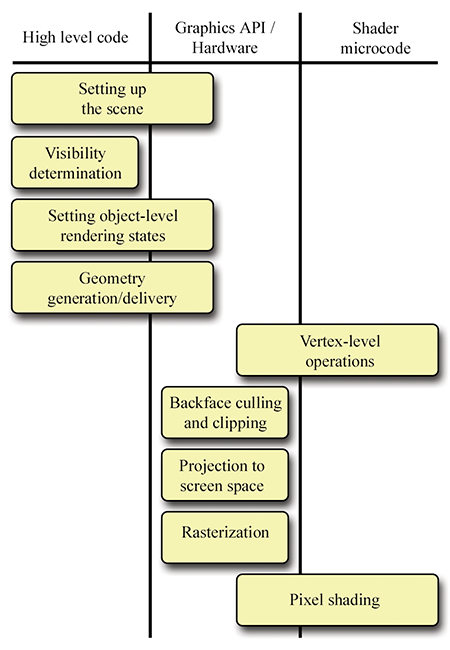 High level code
Graphics API /
Hardware
Shader
microcode
Setting up
the scene
Visibility
determination
Setting object-level
rendering states
Geometry
generation/delivery
Vertex-level
operations
Backface culling
and clipping
Projection to
screen space
Rasterization
Pixel shading